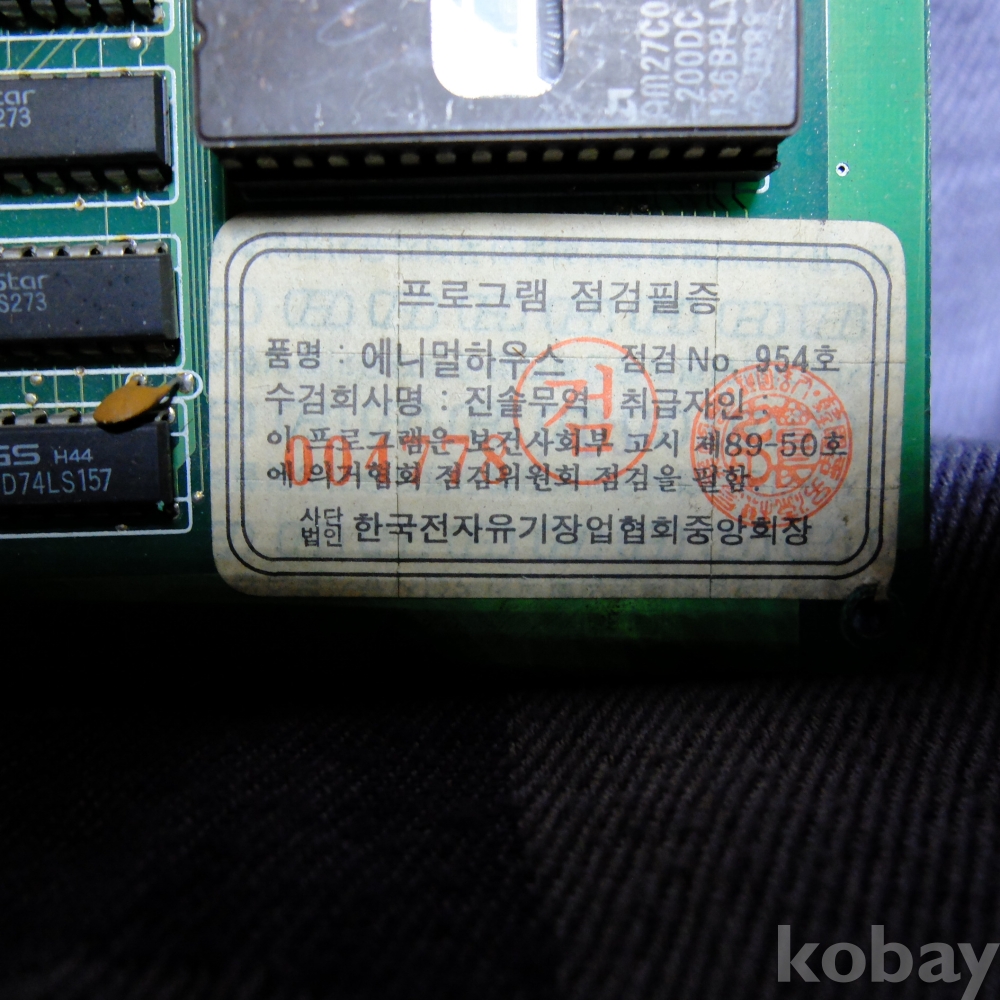 Star
S273
Star
S273
GS H44
D74LS157
AM27C0
-200DC
136BPLV
프로그램 점검필증
품명 : 에니멀하우스 점검 No 954호
수검회사명 : 진솔무역 취급자인 :
이 프로그램은 보건사회부 고시 제89-50호
에 의거협회 점검위원회 점검을 필함.
004778
검
사단법인 한국전자유기장업협회중앙회장
kobay